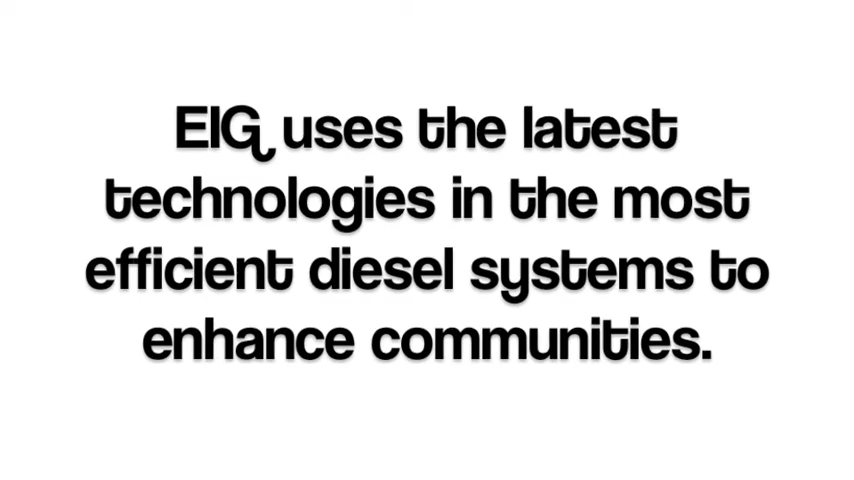 EIG uses the latest
technologies in the most
efficient diesel systems to
enhance communities.